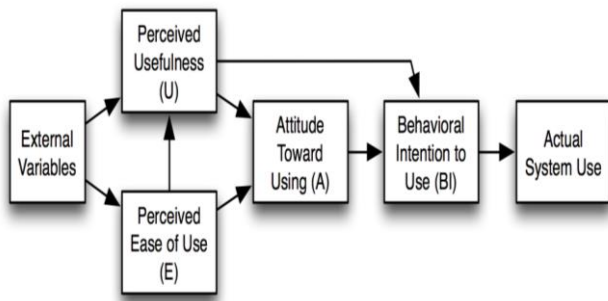 Perceived
Usefulness
(U)
External
Variables
Perceived
Ease of Use
(E)
Attitude
Toward
Using (A)
Behavioral
Intention to
Use (BI)
Actual
System Use